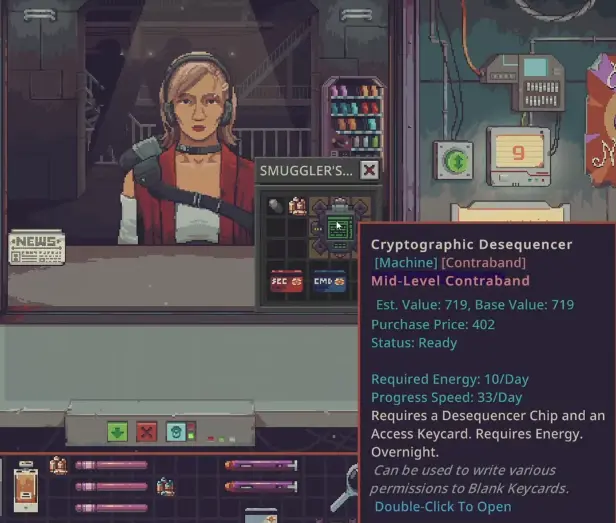 SMUGGLER'S...
9
NEWS
SEC
CMD
Cryptographic Desequencer
[Machine] [Contraband]
Mid-Level Contraband
Est. Value: 719, Base Value: 719
Purchase Price: 402
Status: Ready
Required Energy: 10/Day
Progress Speed: 33/Day
Requires a Desequencer Chip and an
Access Keycard. Requires Energy.
Overnight.
Can be used to write various
permissions to Blank Keycards.
Double-Click To Open